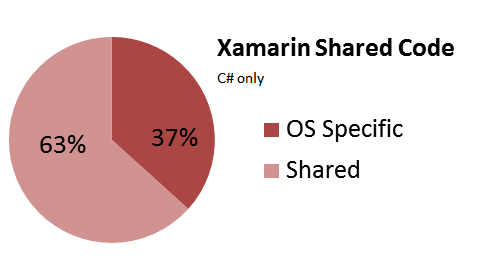 Xamarin Shared Code
C# only
63%
37%
OS Specific
Shared